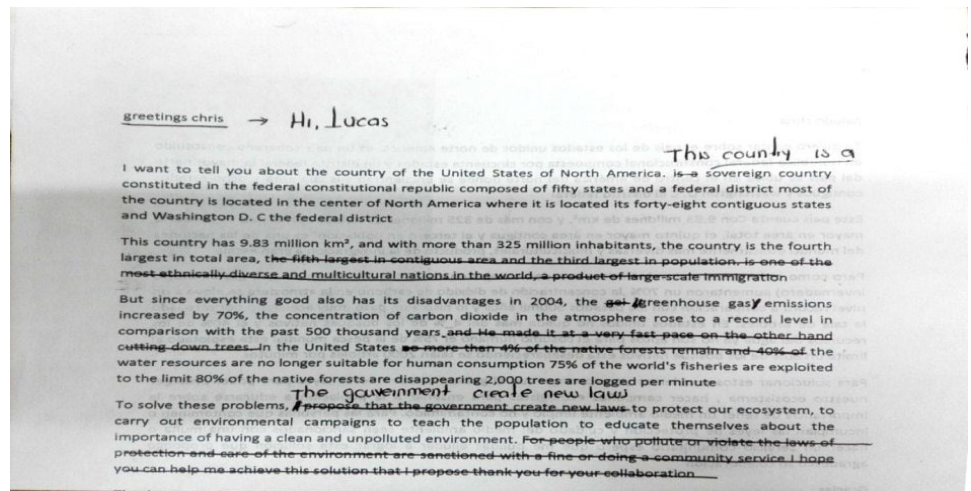 greetings chris → Hi, Lucas
This county is a
I want to tell you about the country of the United States of North America. is a sovereign country
constituted in the federal constitutional republic composed of fifty states and a federal district most of
the country is located in the center of North America where it is located its forty-eight contiguous states
and Washington D. C the federal district
This country has 9.83 million km², and with more than 325 million inhabitants, the country is the fourth
largest in total area, the fifth largest in contiguous area and the third largest in population. is one of the
most ethnically diverse and multicultural nations in the world, a product of large-scale immigration
But since everything good also has its disadvantages in 2004, the greenhouse gas emissions
increased by 70%, the concentration of carbon dioxide in the atmosphere rose to a record level in
comparison with the past 500 thousand years and He made it at a very fast pace on the other hand
cutting down trees. In the United States so more than 4% of the native forests remain and 40% of the
water resources are no longer suitable for human consumption 75% of the world's fisheries are exploited
to the limit 80% of the native forests are disappearing 2,000 trees are logged per minute
The gouvernment create new laws
To solve these problems, I propose that the government create new laws to protect our ecosystem, to
carry out environmental campaigns to teach the population to educate themselves about the
importance of having a clean and unpolluted environment. For people who pollute or violate the laws of
protection and care of the environment are sanctioned with a fine or doing a community service I hope
you can help me achieve this solution that I propose thank you for your collaboration